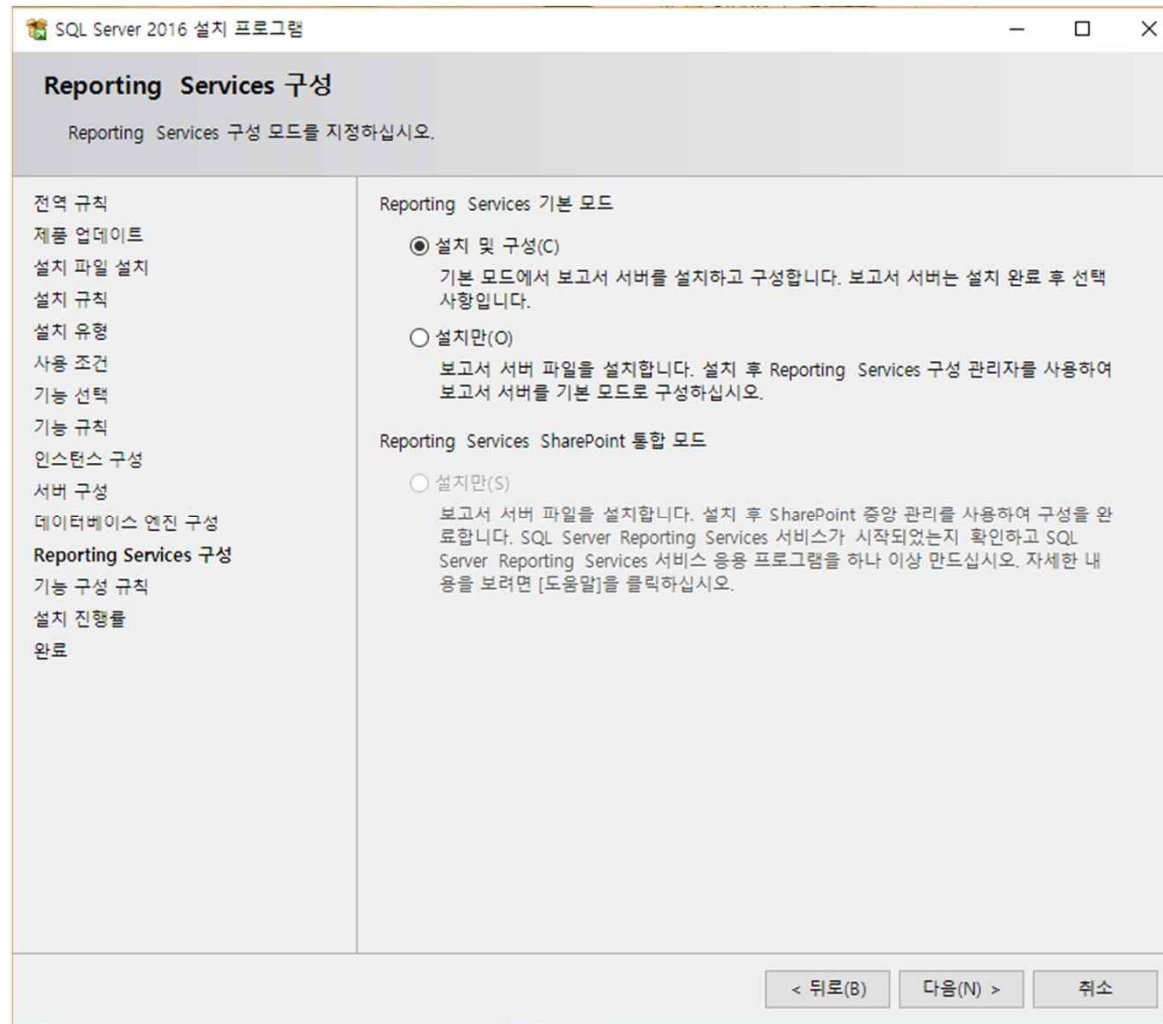 SQL Server 2016 설치 프로그램
Reporting Services 구성
Reporting Services 구성 모드를 지정하십시오.
전역 규칙
제품 업데이트
설치 파일 설치
설치 규칙
설치 유형
사용 조건
기능 선택
기능 규칙
인스턴스 구성
서버 구성
데이터베이스 엔진 구성
Reporting Services 구성
기능 구성 규칙
설치 진행률
완료
Reporting Services 기본 모드
설치 및 구성(C)
기본 모드에서 보고서 서버를 설치하고 구성합니다. 보고서 서버는 설치 완료 후 선택
사항입니다.
설치만(O)
보고서 서버 파일을 설치합니다. 설치 후 Reporting Services 구성 관리자를 사용하여
보고서 서버를 기본 모드로 구성하십시오.
Reporting Services SharePoint 통합 모드
설치만(S)
보고서 서버 파일을 설치합니다. 설치 후 SharePoint 중앙 관리를 사용하여 구성을 완
료합니다. SQL Server Reporting Services 서비스가 시작되었는지 확인하고 SQL
Server Reporting Services 서비스 응용 프로그램을 하나 이상 만드십시오. 자세한 내
용을 보려면 [도움말]을 클릭하십시오.
< 뒤로(B)
다음(N) >
취소